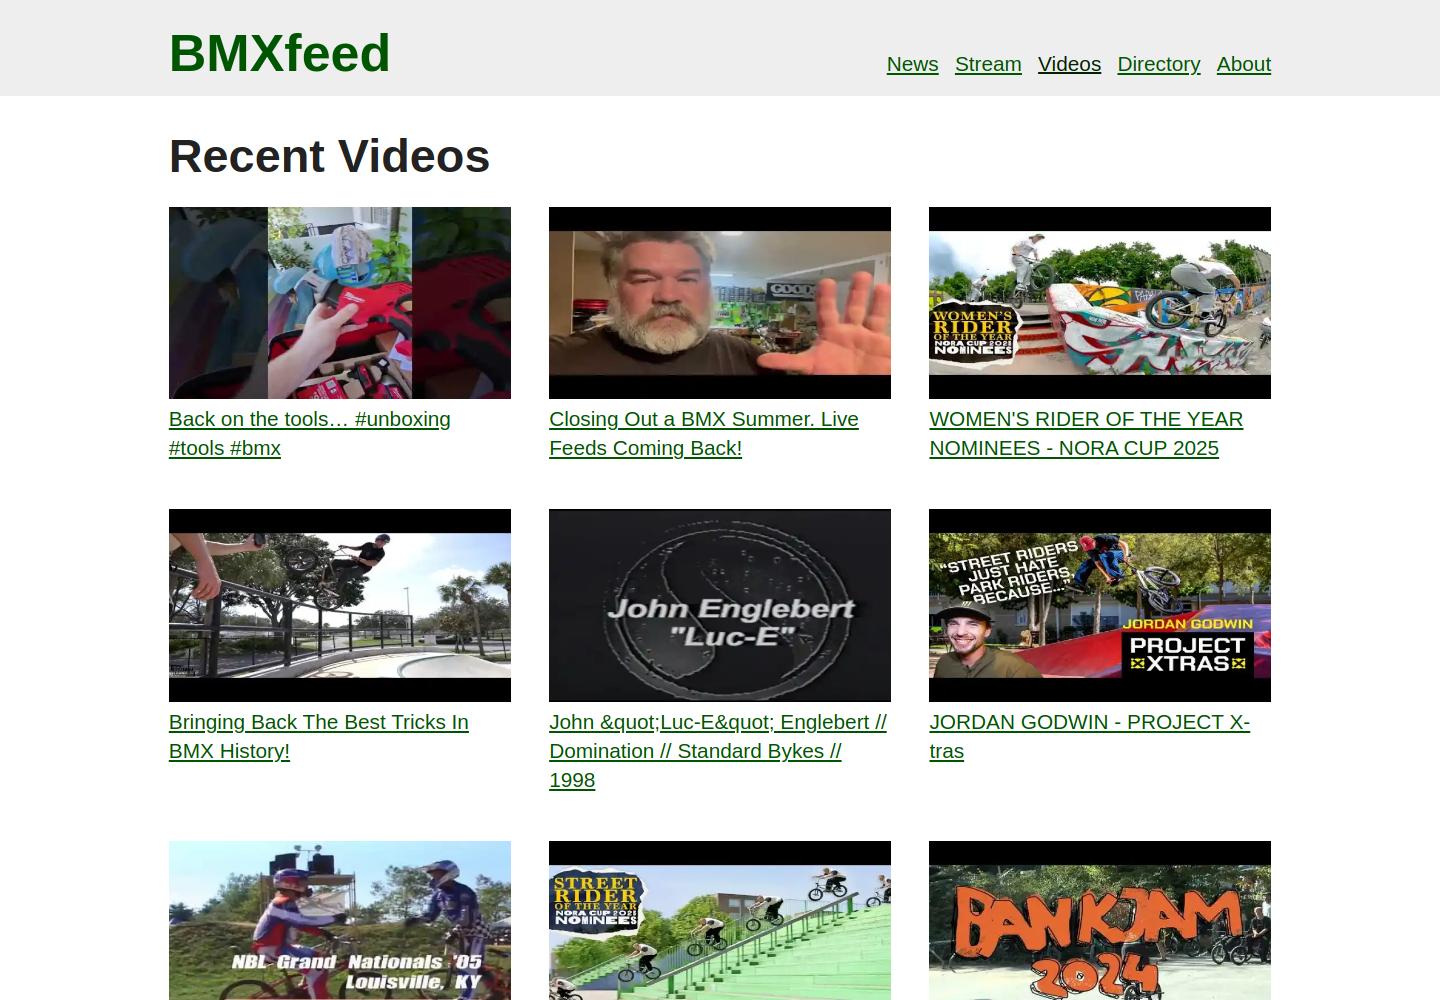 BMXfeed
News Stream Videos Directory About
Recent Videos
Back on the tools… #unboxing
#tools #bmx
GOOD
Closing Out a BMX Summer. Live
Feeds Coming Back!
WOMEN'S
RIDER
OF THE YEAR
NORA CUP 2025
NOMINEES
WOMEN'S RIDER OF THE YEAR
NOMINEES - NORA CUP 2025
Bringing Back The Best Tricks In
BMX History!
John Englebert
"Luc-E"
John &quot;Luc-E&quot; Englebert //
Domination // Standard Bykes //
1998
"STREET RIDERS
JUST HATE
PARK RIDERS
BECAUSE..."
JORDAN GODWIN
PROJECT
XTRAS
JORDAN GODWIN - PROJECT X-
tras
NBL Grand Nationals '05
Louisville, KY
STREET
RIDER
OF THE YEAR
NORA CUP 2025
NOMINEES
BANKJAM
2024